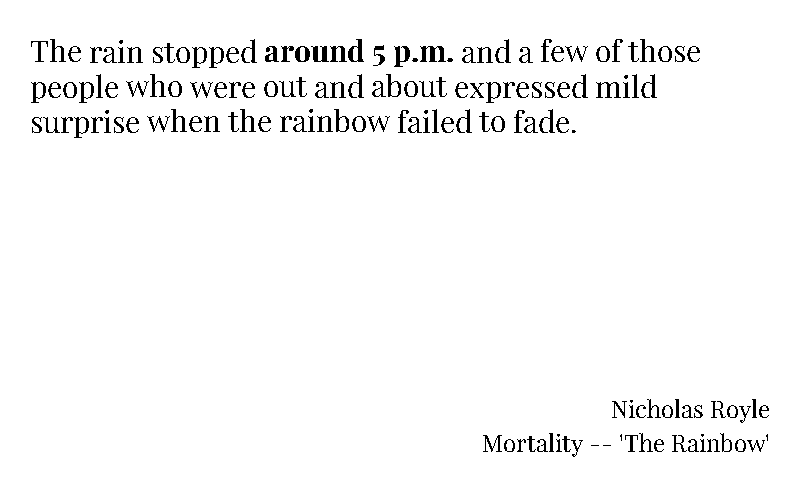 The rain stopped around 5 p.m. and a few of those
people who were out and about expressed mild
surprise when the rainbow failed to fade.
Nicholas Royle
Mortality -- 'The Rainbow'